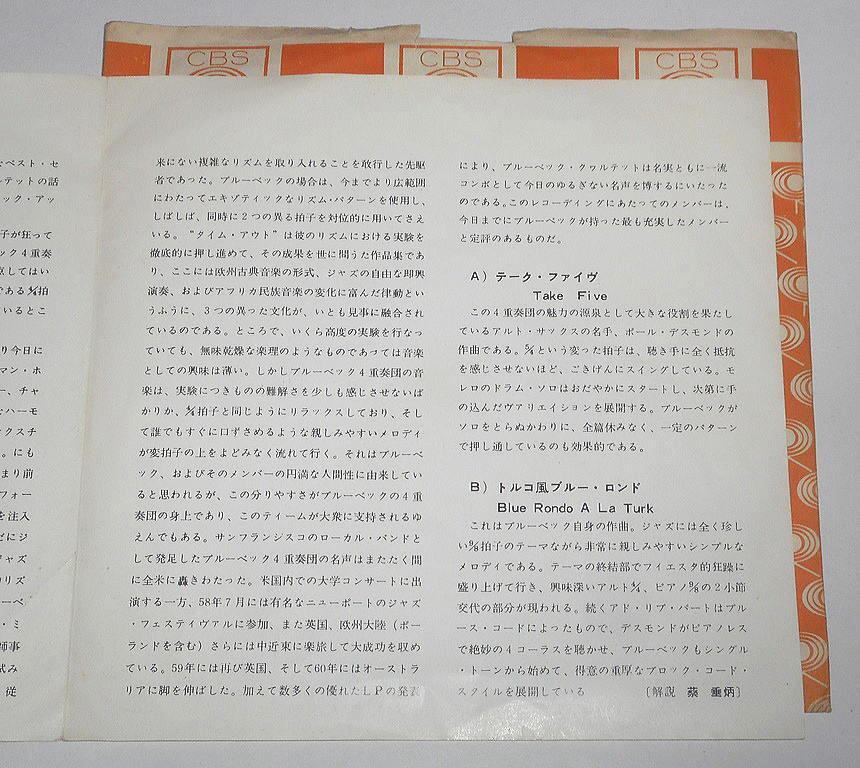 CBS
CBS
CBS
なベスト・セ
ルテットの話
ック・アッ
子が狂って
ック4重奏
惑してはい
である4/4拍
いるとこ
り今日に
マン・ホ
ー、チャ
なハーモ
ックスチ
。にも
まり前
フォー
を注入
だにジ
ジャズ
リズ
ーベ
・ミ
師事
試み
従
来にない複雑なリズムを取り入れることを敢行した先駆
者であった。ブルーベックの場合は、今までより広範囲
にわたってエキゾティックなリズム・パターンを使用し、
しばしば、同時に2つの異る拍子を対位的に用いてさえ
いる。“タイム・アウト”は彼のリズムにおける実験を
徹底的に押し進めて、その成果を世に問うた作品集であ
り、ここには欧州古典音楽の形式、ジャズの自由な即興
演奏、およびアフリカ民族音楽の変化に富んだ律動とい
うふうに、3つの異った文化が、いとも見事に融合され
ているのである。ところで、いくら高度の実験を行なっ
ていても、無味乾燥な楽理のようなものであっては音楽
としての興味は薄い。しかしブルーベック4重奏団の音
楽は、実験につきものの難解さを少しも感じさせないば
かりか、4/4拍子と同じようにリラックスしており、そし
て誰でもすぐに口ずさめるような親しみやすいメロディ
が変拍子の上をよどみなく流れて行く。それはブルーベ
ック、およびそのメンバーの円満な人間性に由来してい
ると思われるが、この分りやすさがブルーベックの4重
奏団の身上であり、このティームが大衆に支持されるゆ
えんでもある。サンフランシスコのローカル・バンドと
して発足したブルーベック4重奏団の名声はまたたく間
に全米に轟きわたった。米国内での大学コンサートに出
演する一方、58年7月には有名なニューポートのジャズ
・フェスティヴァルに参加、また英国、欧州大陸（ポー
ランドを含む）さらには中近東に楽旅して大成功を収め
ている。59年には再び英国、そして60年にはオーストラ
リアに脚を伸ばした。加えて数多くの優れたLPの発表
により、ブルーベック・クヮルテットは名実ともに一流
コンボとして今日のゆるぎない名声を博するにいたった
のである。このレコーディングにあたってのメンバーは、
今日までにブルーベックが持った最も充実したメンバー
と定評のあるものだ。
A）テーク・ファイヴ
Take Five
この4重奏団の魅力の源泉として大きな役割を果たし
ているアルト・サックスの名手、ポール・デスモンドの
作曲である。5/4という変った拍子は、聴き手に全く抵抗
を感じさせないほど、ごきげんにスイングしている。モ
レロのドラム・ソロはおだやかにスタートし、次第に手
の込んだヴァリエイションを展開する。ブルーベックが
ソロをとらぬかわりに、全篇休みなく、一定のパターン
で押し通しているのも効果的である。
B）トルコ風ブルー・ロンド
Blue Rondo A La Turk
これはブルーベック自身の作曲。ジャズには全く珍し
い9/8拍子のテーマながら非常に親しみやすいシンプルな
メロディである。テーマの終結部でフィエスタ的狂躁に
盛り上げて行き、興味深いアルト4/4、ピアノ9/8の2小節
交代の部分が現われる。続くアド・リブ・パートはブル
ース・コードによったもので、デスモンドがピアノレス
で絶妙の4コーラスを聴かせ、ブルーベックもシングル
・トーンから始めて、得意の重厚なブロック・コード・
スタイルを展開している
〔解説 蔡 垂炳〕